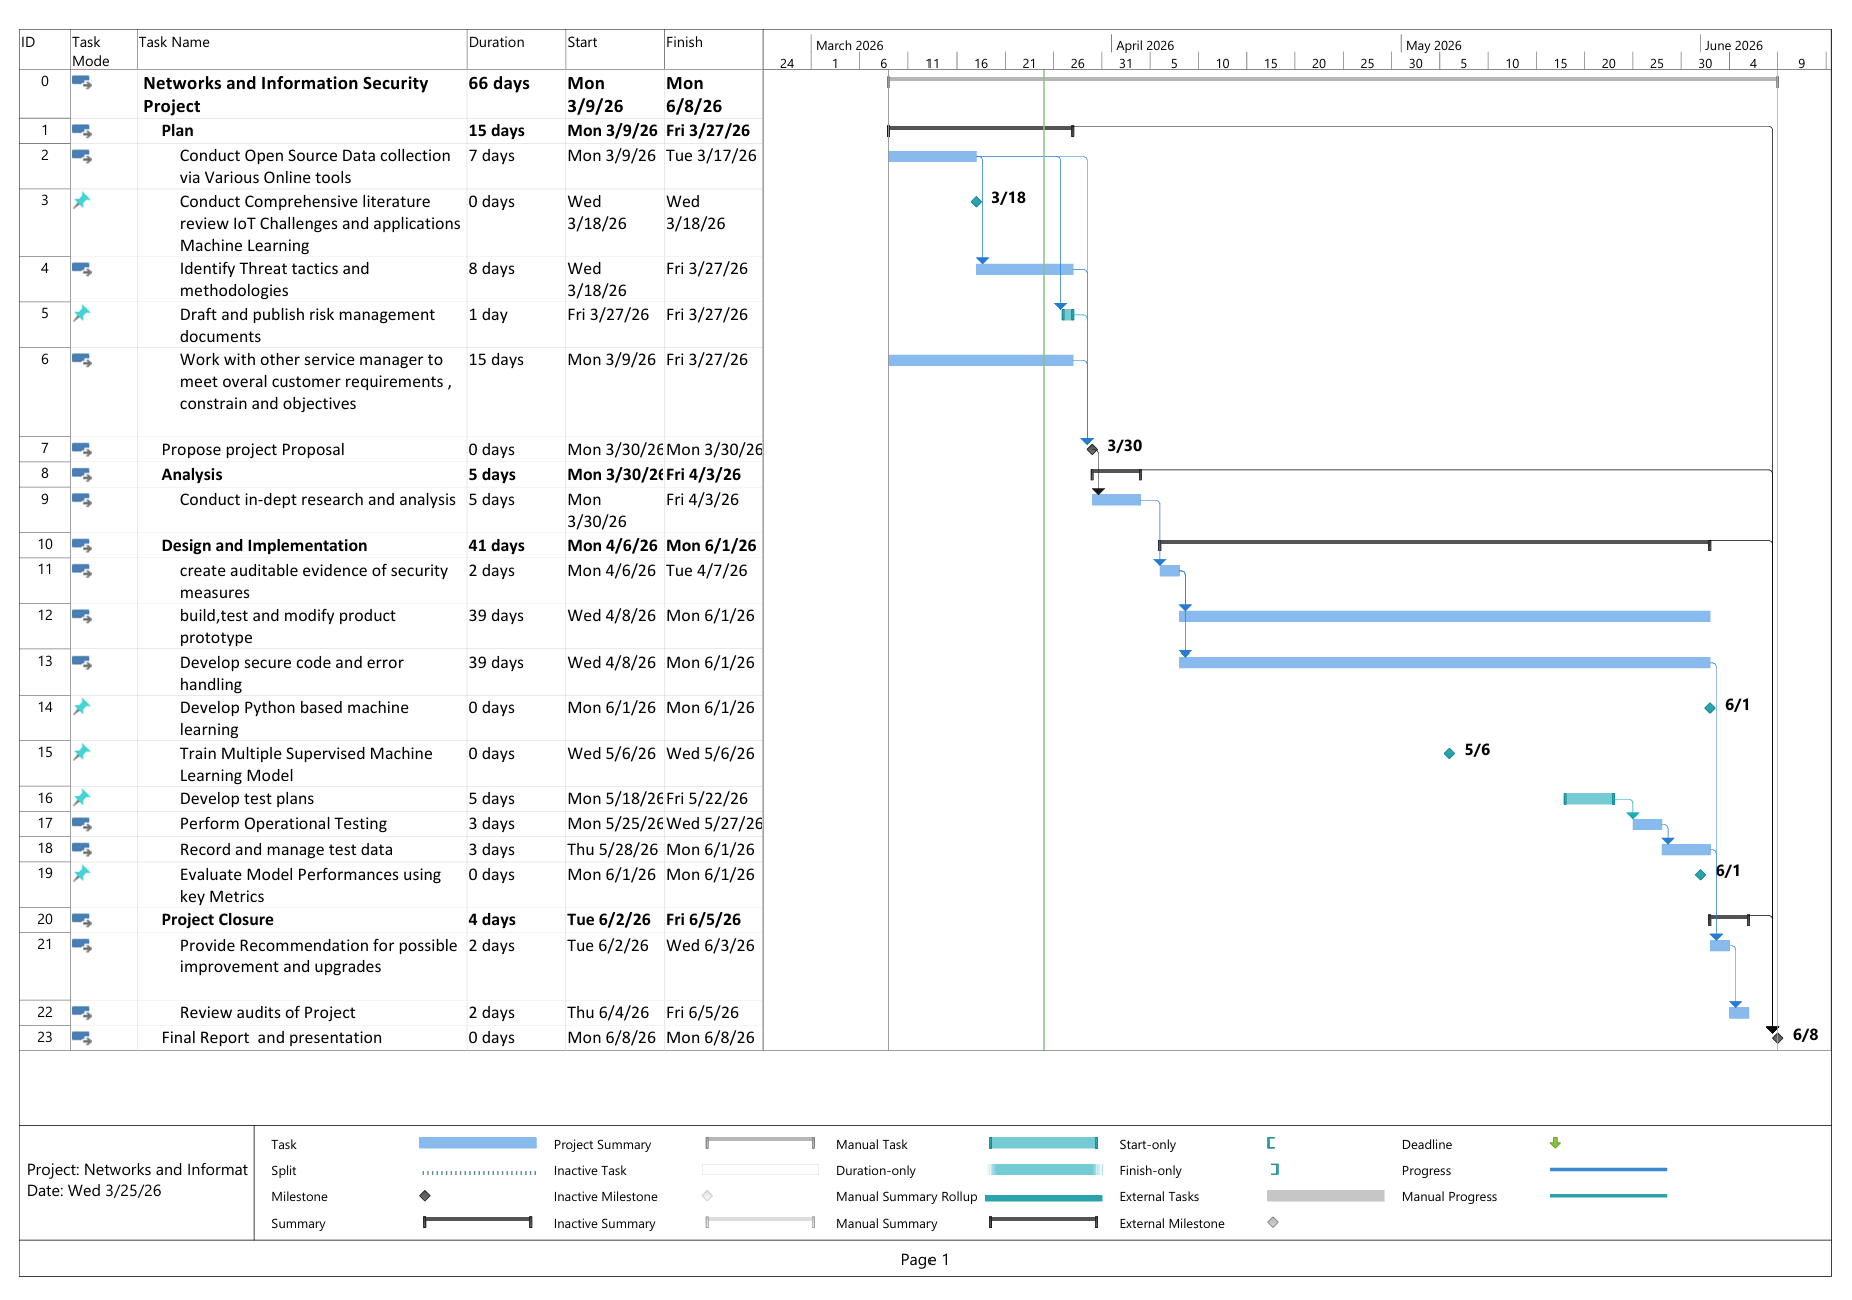 ID Task Mode Task Name Duration Start Finish
March 2026 April 2026 May 2026 June 2026
24 1 6 11 16 21 26 31 5 10 15 20 25 30 5 10 15 20 25 30 4 9
0 Networks and Information Security Project 66 days Mon 3/9/26 Mon 6/8/26
1 Plan 15 days Mon 3/9/26 Fri 3/27/26
2 Conduct Open Source Data collection via Various Online tools 7 days Mon 3/9/26 Tue 3/17/26
3 Conduct Comprehensive literature review IoT Challenges and applications Machine Learning 0 days Wed 3/18/26 Wed 3/18/26 3/18
4 Identify Threat tactics and methodologies 8 days Wed 3/18/26 Fri 3/27/26
5 Draft and publish risk management documents 1 day Fri 3/27/26 Fri 3/27/26
6 Work with other service manager to meet overal customer requirements , constrain and objectives 15 days Mon 3/9/26 Fri 3/27/26
7 Propose project Proposal 0 days Mon 3/30/26 Mon 3/30/26 3/30
8 Analysis 5 days Mon 3/30/26 Fri 4/3/26
9 Conduct in-dept research and analysis 5 days Mon 3/30/26 Fri 4/3/26
10 Design and Implementation 41 days Mon 4/6/26 Mon 6/1/26
11 create auditable evidence of security measures 2 days Mon 4/6/26 Tue 4/7/26
12 build,test and modify product prototype 39 days Wed 4/8/26 Mon 6/1/26
13 Develop secure code and error handling 39 days Wed 4/8/26 Mon 6/1/26
14 Develop Python based machine learning 0 days Mon 6/1/26 Mon 6/1/26 6/1
15 Train Multiple Supervised Machine Learning Model 0 days Wed 5/6/26 Wed 5/6/26 5/6
16 Develop test plans 5 days Mon 5/18/26 Fri 5/22/26
17 Perform Operational Testing 3 days Mon 5/25/26 Wed 5/27/26
18 Record and manage test data 3 days Thu 5/28/26 Mon 6/1/26
19 Evaluate Model Performances using key Metrics 0 days Mon 6/1/26 Mon 6/1/26 6/1
20 Project Closure 4 days Tue 6/2/26 Fri 6/5/26
21 Provide Recommendation for possible improvement and upgrades 2 days Tue 6/2/26 Wed 6/3/26
22 Review audits of Project 2 days Thu 6/4/26 Fri 6/5/26
23 Final Report and presentation 0 days Mon 6/8/26 Mon 6/8/26 6/8
Project: Networks and Informat
Date: Wed 3/25/26
Task Project Summary Manual Task Start-only Deadline
Split Inactive Task Duration-only Finish-only Progress
Milestone Inactive Milestone Manual Summary Rollup External Tasks Manual Progress
Summary Inactive Summary Manual Summary External Milestone
Page 1